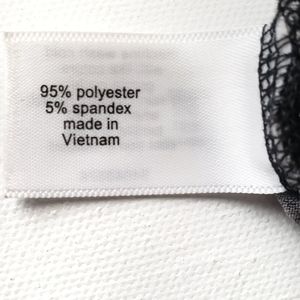 95% polyester
5% spandex
made in
Vietnam